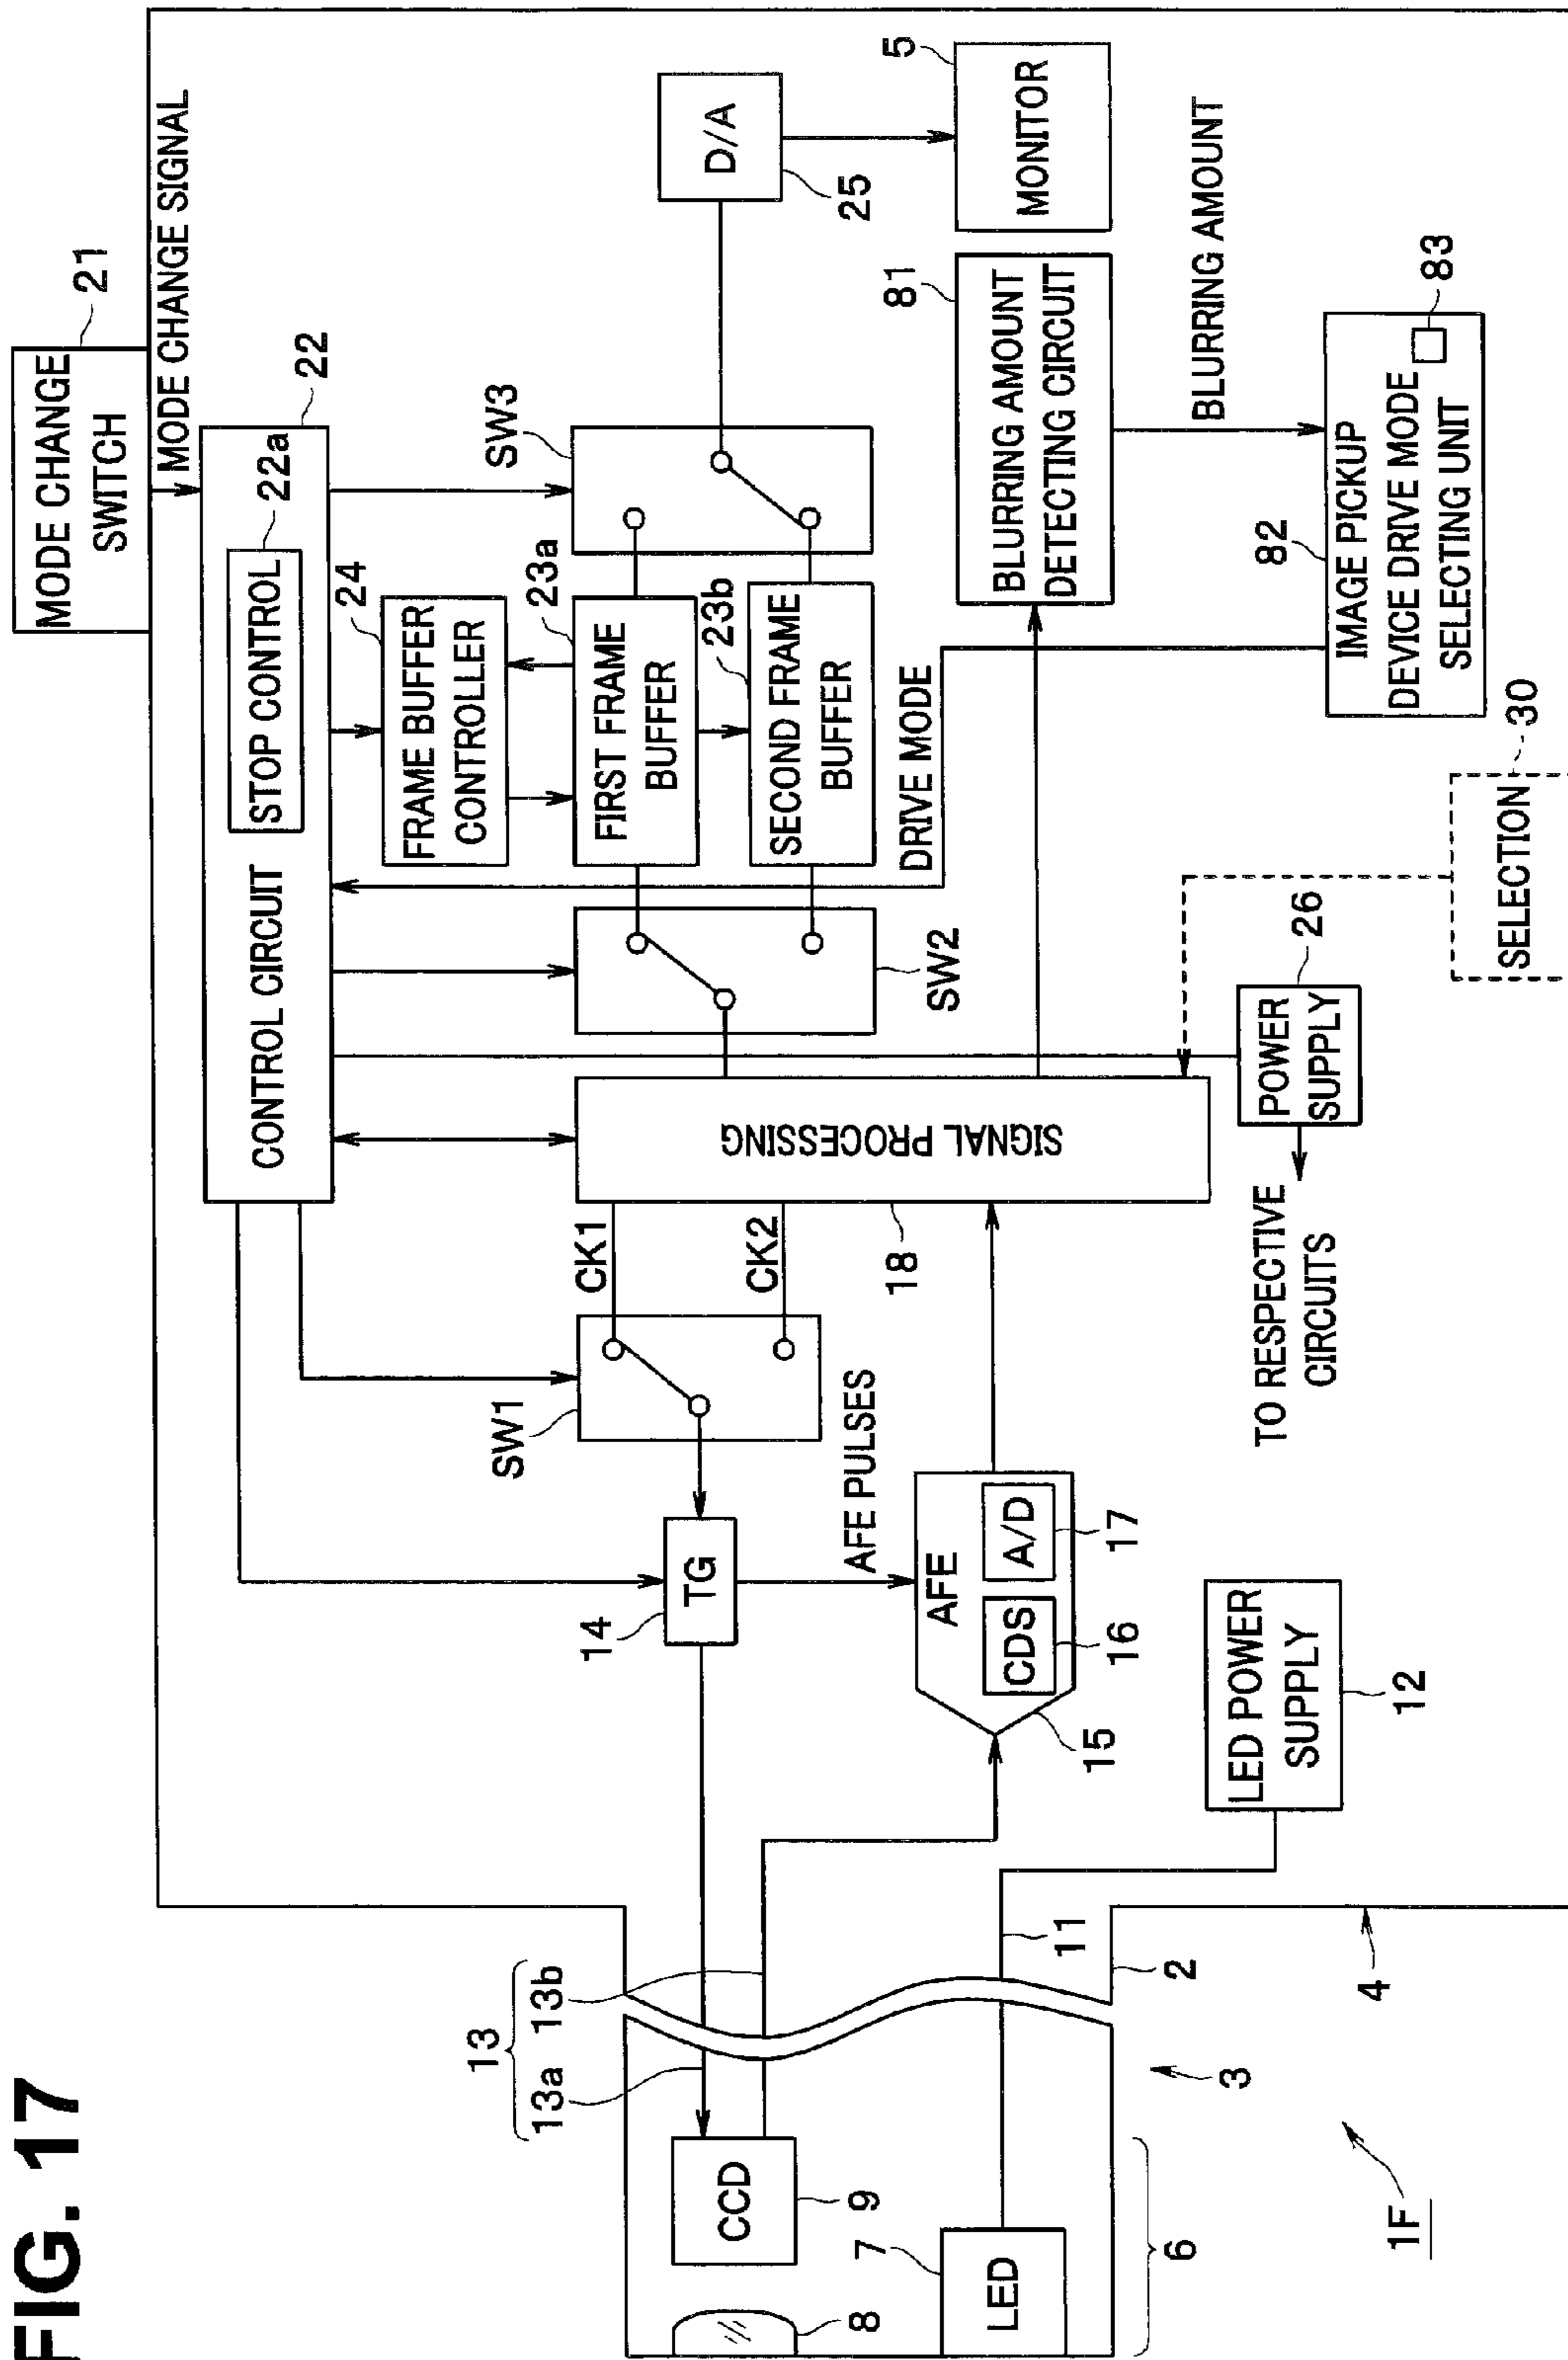 FIG. 17
MODE CHANGE
SWITCH
21
MODE CHANGE SIGNAL
CONTROL CIRCUIT
STOP CONTROL
22a
22
FRAME BUFFER
CONTROLLER
24
SW3
FIRST FRAME
BUFFER
23a
SECOND FRAME
BUFFER
23b
D/A
25
MONITOR
5
SW2
DRIVE MODE
BLURRING AMOUNT
DETECTING CIRCUIT
81
BLURRING AMOUNT
IMAGE PICKUP
DEVICE DRIVE MODE
SELECTING UNIT
82
83
SELECTION
30
SIGNAL PROCESSING
18
CK1
CK2
SW1
POWER
SUPPLY
26
TO RESPECTIVE
CIRCUITS
TG
14
AFE PULSES
AFE
CDS
A/D
16
17
15
LED POWER
SUPPLY
12
13
13a
13b
11
2
4
3
CCD
9
8
LED
7
6
1F